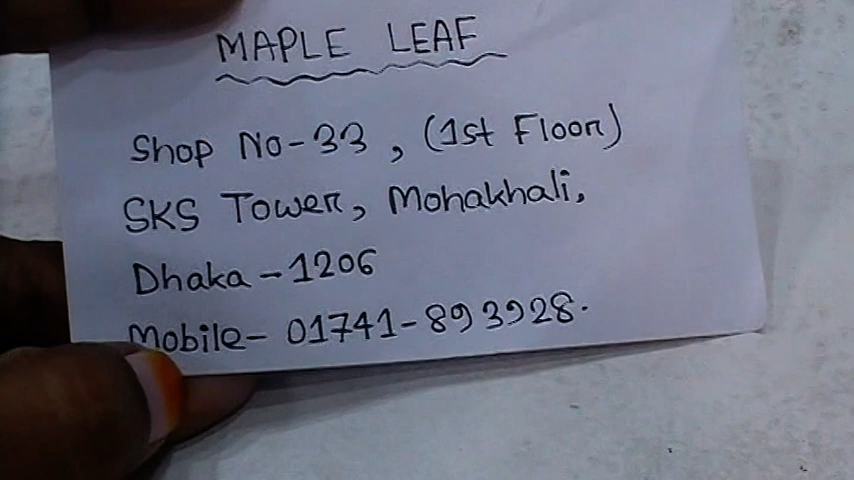 MAPLE LEAF
Shop No-33, (1st Floor)
SKS Tower, Mohakhali,
Dhaka-1206
Mobile- 01741-893928.